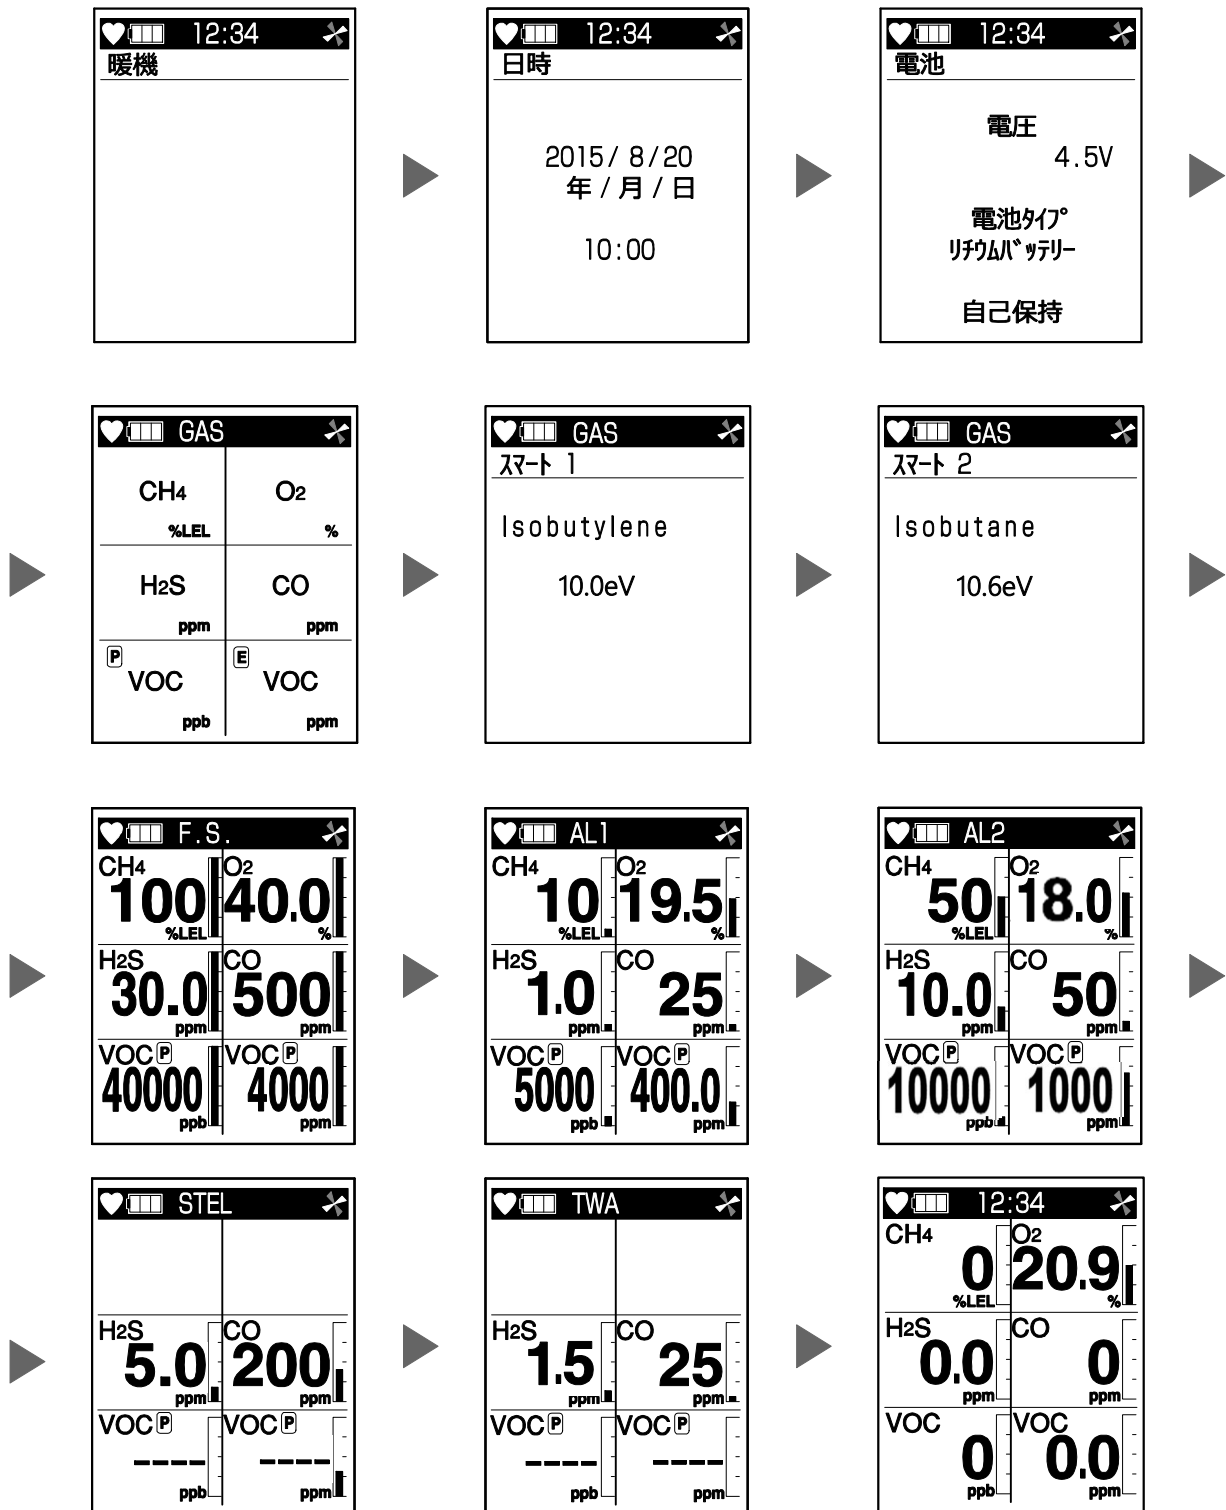 12:34
暖機
12:34
日時
2015/ 8/20
年 / 月 / 日
10:00
12:34
電池
電圧
4.5V
電池ﾀｲﾌﾟ
ﾘﾁｳﾑﾊﾞｯﾃﾘｰ
自己保持
GAS
CH4 O2
%LEL %
H2S CO
ppm ppm
P E
VOC VOC
ppb ppm
GAS
ｽﾏｰﾄ 1
Isobutylene
10.0eV
GAS
ｽﾏｰﾄ 2
Isobutane
10.6eV
F.S.
CH4 O2
100 40.0
%LEL %
H2S CO
30.0 500
ppm ppm
VOC P VOC P
40000 4000
ppb ppm
AL1
CH4 O2
10 19.5
%LEL %
H2S CO
1.0 25
ppm ppm
VOC P VOC P
5000 400.0
ppb ppm
AL2
CH4 O2
50 18.0
%LEL %
H2S CO
10.0 50
ppm ppm
VOC P VOC P
10000 1000
ppb ppm
STEL
H2S CO
5.0 200
ppm ppm
VOC P VOC P
---- ----
ppb ppm
TWA
H2S CO
1.5 25
ppm ppm
VOC P VOC P
---- ----
ppb ppm
12:34
CH4 O2
0 20.9
%LEL %
H2S CO
0.0 0
ppm ppm
VOC VOC
0 0.0
ppb ppm